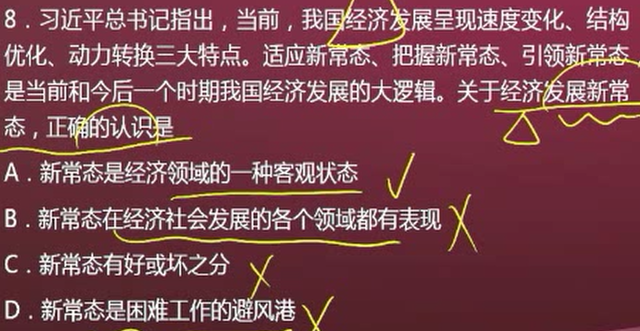 8．习近平总书记指出，当前，我国经济发展呈现速度变化、结构
优化、动力转换三大特点。适应新常态、把握新常态、引领新常态，
是当前和今后一个时期我国经济发展的大逻辑。关于经济发展新常
态，正确的认识是
A．新常态是经济领域的一种客观状态
B．新常态在经济社会发展的各个领域都有表现
C．新常态有好或坏之分
D．新常态是困难工作的避风港